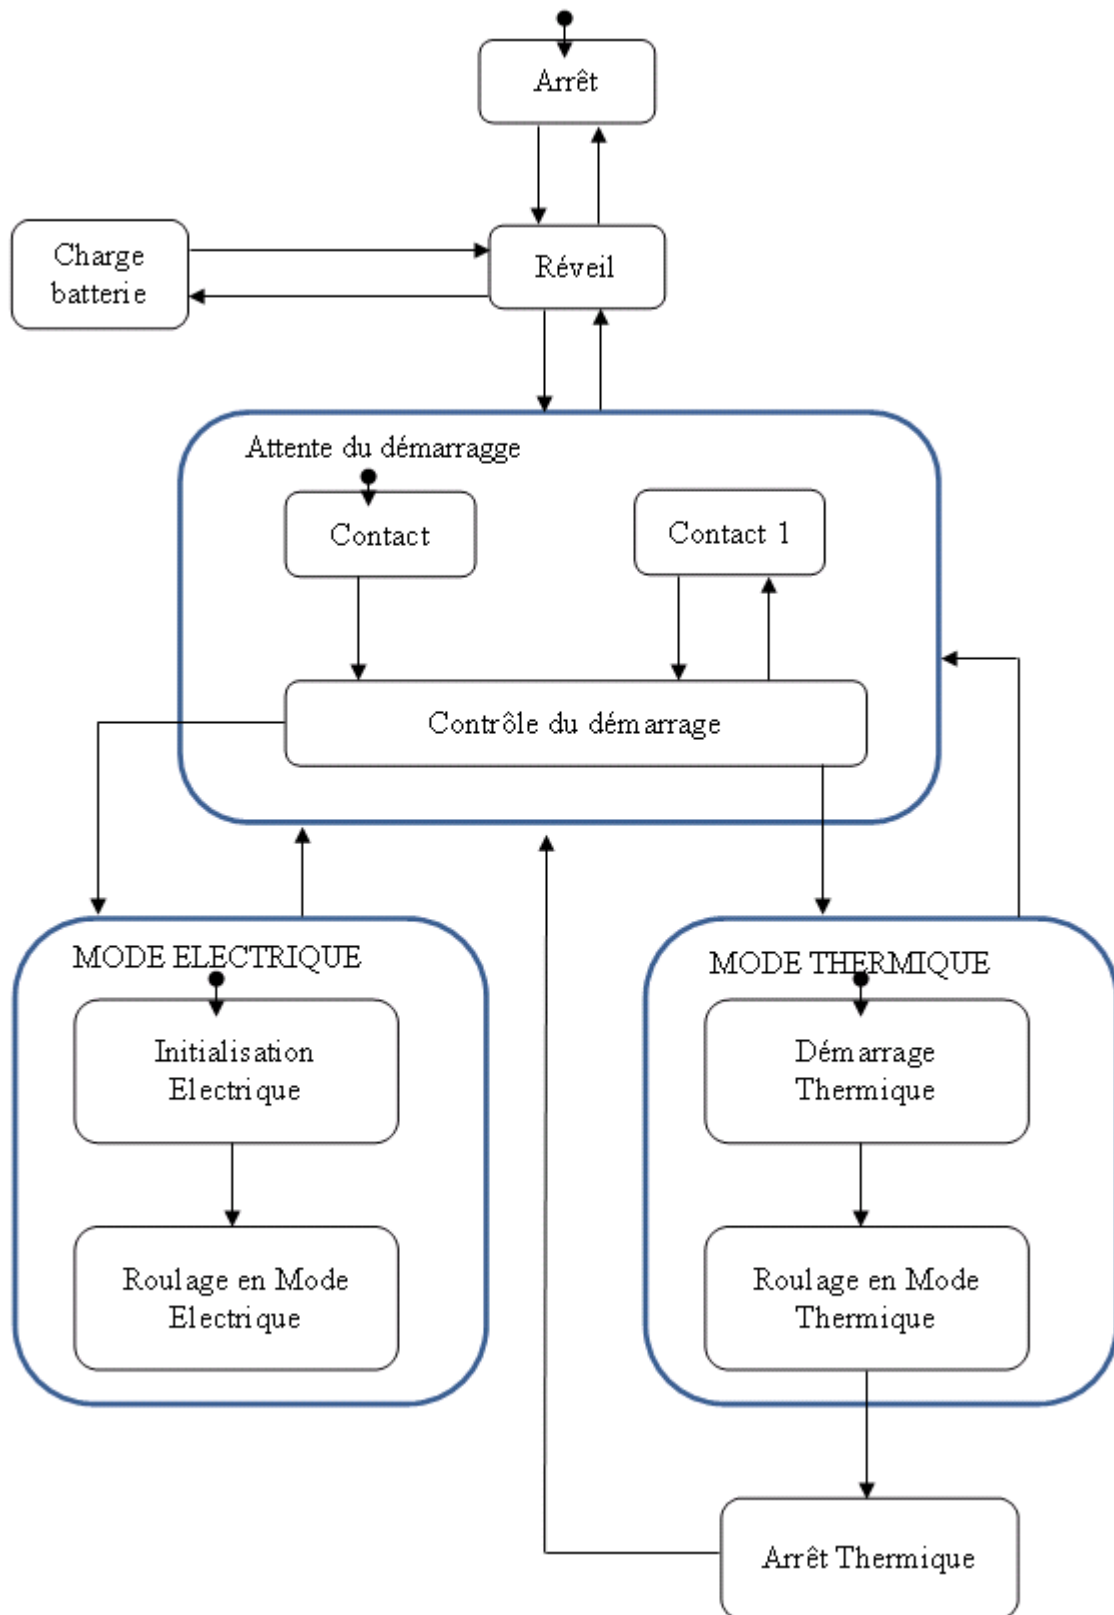 Arrêt
Charge
batterie
Réveil
Attente du démarragge
Contact
Contact 1
Contrôle du démarrage
MODE ELECTRIQUE
Initialisation
Electrique
Roulage en Mode
Electrique
MODE THERMIQUE
Démarrage
Thermique
Roulage en Mode
Thermique
Arrêt Thermique